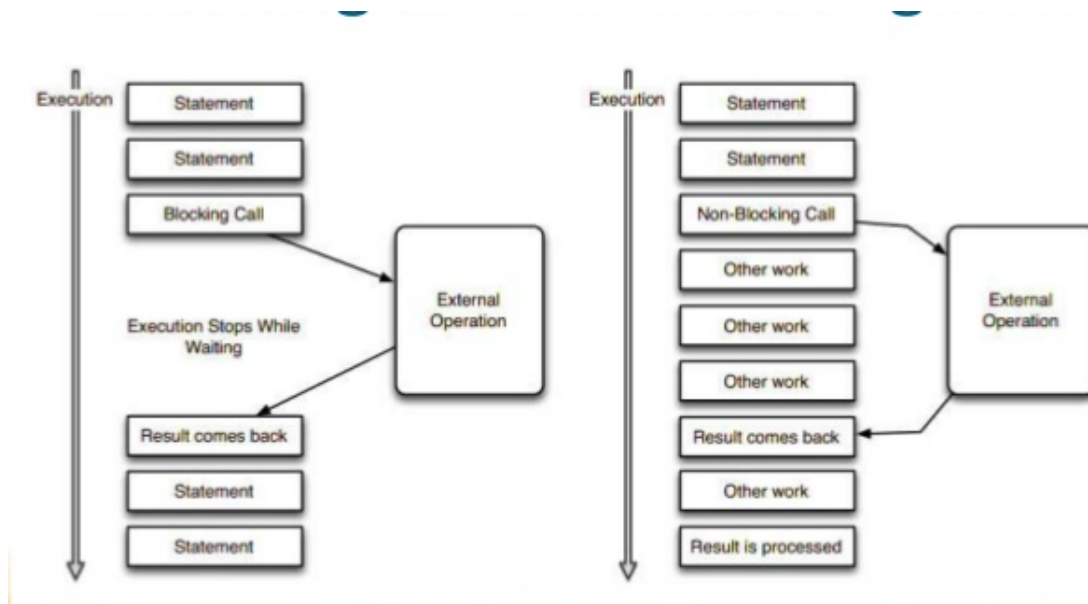 Execution
Statement
Statement
Blocking Call
External
Operation
Execution Stops While
Waiting
Result comes back
Statement
Statement
Execution
Statement
Statement
Non-Blocking Call
Other work
External
Operation
Other work
Other work
Result comes back
Other work
Result is processed